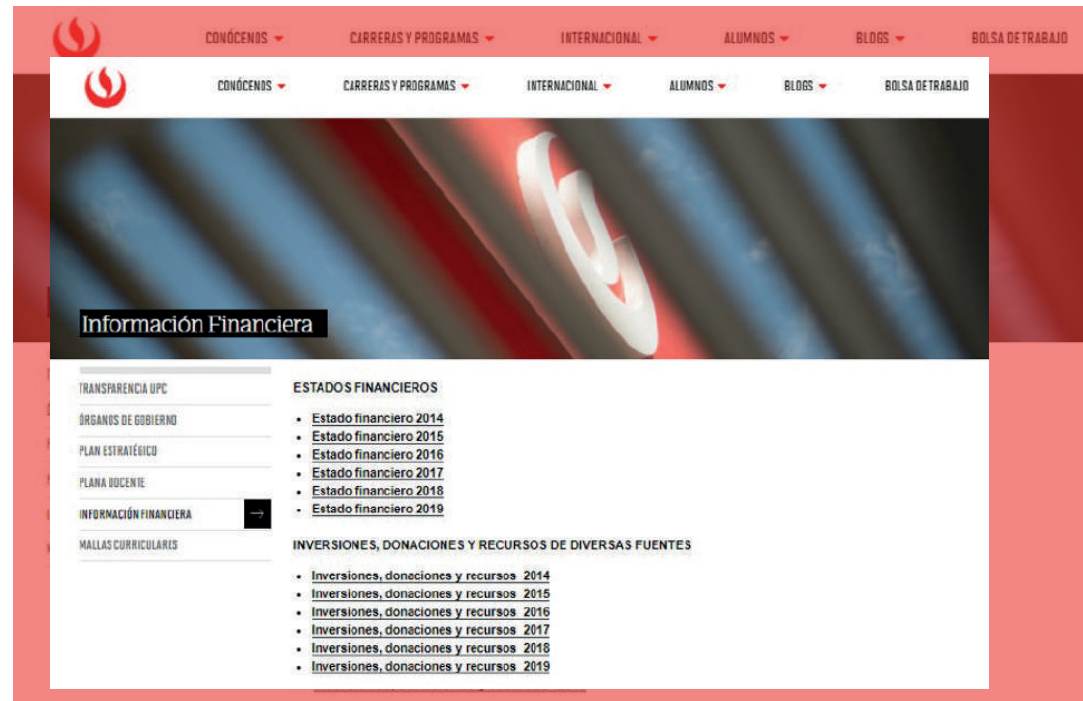 CONÓCENOS CARRERAS Y PROGRAMAS INTERNACIONAL ALUMNOS BLOGS BOLSA DE TRABAJO
CONÓCENOS CARRERAS Y PROGRAMAS INTERNACIONAL ALUMNOS BLOGS BOLSA DE TRABAJO
Información Financiera
TRANSPARENCIA UPC
ÓRGANOS DE GOBIERNO
PLAN ESTRATÉGICO
PLANA DOCENTE
INFORMACIÓN FINANCIERA →
MALLAS CURRICULARES
ESTADOS FINANCIEROS
• Estado financiero 2014
• Estado financiero 2015
• Estado financiero 2016
• Estado financiero 2017
• Estado financiero 2018
• Estado financiero 2019
INVERSIONES, DONACIONES Y RECURSOS DE DIVERSAS FUENTES
• Inversiones, donaciones y recursos 2014
• Inversiones, donaciones y recursos 2015
• Inversiones, donaciones y recursos 2016
• Inversiones, donaciones y recursos 2017
• Inversiones, donaciones y recursos 2018
• Inversiones, donaciones y recursos 2019